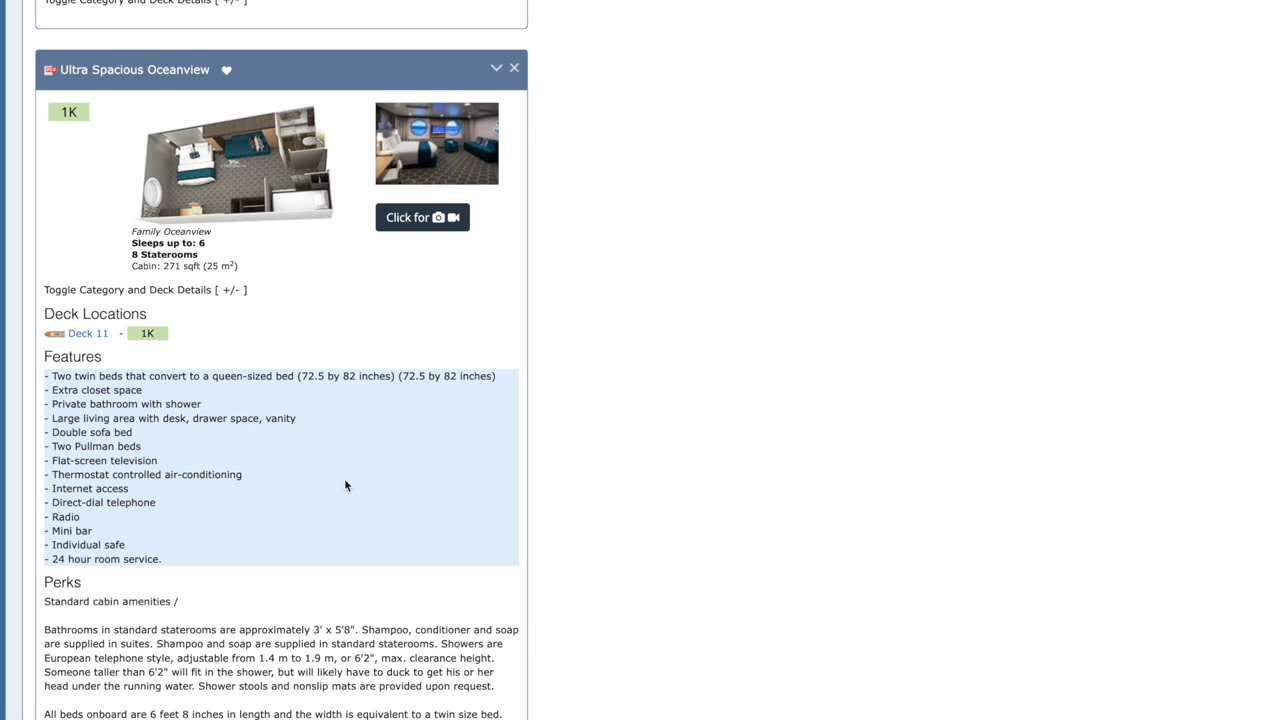 Toggle Category and Deck Details [ +/- ]
Ultra Spacious Oceanview
1K
Click for
Family Oceanview
Sleeps up to: 6
8 Staterooms
Cabin: 271 sqft (25 m²)
Toggle Category and Deck Details [ +/- ]
Deck Locations
Deck 11 - 1K
Features
- Two twin beds that convert to a queen-sized bed (72.5 by 82 inches) (72.5 by 82 inches)
- Extra closet space
- Private bathroom with shower
- Large living area with desk, drawer space, vanity
- Double sofa bed
- Two Pullman beds
- Flat-screen television
- Thermostat controlled air-conditioning
- Internet access
- Direct-dial telephone
- Radio
- Mini bar
- Individual safe
- 24 hour room service.
Perks
Standard cabin amenities /
Bathrooms in standard staterooms are approximately 3' x 5'8". Shampoo, conditioner and soap
are supplied in suites. Shampoo and soap are supplied in standard staterooms. Showers are
European telephone style, adjustable from 1.4 m to 1.9 m, or 6'2", max. clearance height.
Someone taller than 6'2" will fit in the shower, but will likely have to duck to get his or her
head under the running water. Shower stools and nonslip mats are provided upon request.
All beds onboard are 6 feet 8 inches in length and the width is equivalent to a twin size bed.